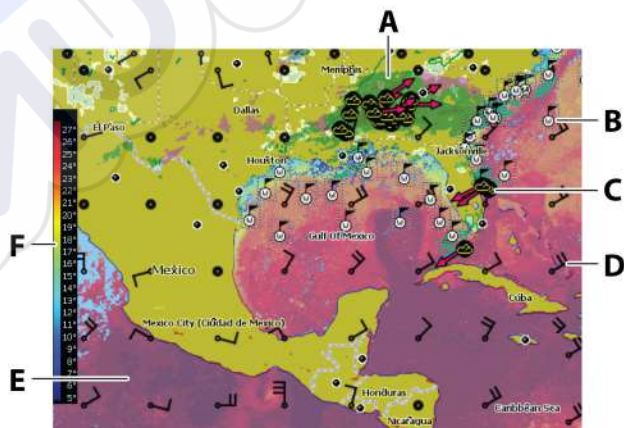 A
Memphis
Dallas
El Paso
B
Jacksonville
Houston
C
27°
26°
25°
24°
23°
22°
21°
20°
19°
18°
17°
16°
15°
14°
13°
12°
11°
10°
9°
8°
7°
6°
5°
F
Gulf Of Mexico
Mexico
D
Cuba
Mexico City (Ciudad de Mexico)
E
Honduras
Caribbean Sea
Nicaragua